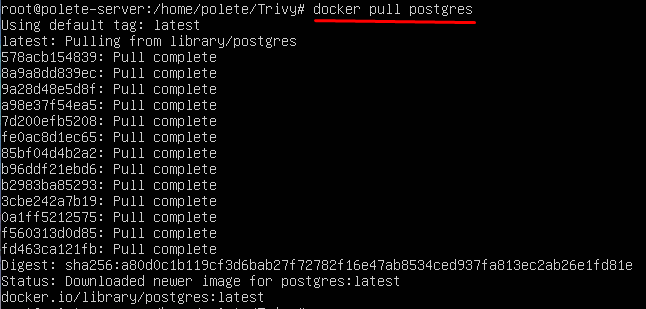 root@polete-server:/home/polete/Trivy# docker pull postgres
Using default tag: latest
latest: Pulling from library/postgres
578acb154839: Pull complete
8a9a8dd839ec: Pull complete
9a28d48e5d8f: Pull complete
a98e37f54ea5: Pull complete
7d200efb5208: Pull complete
fe0ac8d1ec65: Pull complete
85bf04d4b2a2: Pull complete
b96ddf21ebd6: Pull complete
b2983ba85293: Pull complete
3cbe242a7b19: Pull complete
0a1ff5212575: Pull complete
f560313d0d85: Pull complete
fd463ca121fb: Pull complete
Digest: sha256:a80d0c1b119cf3d6bab27f72782f16e47ab8534ced937fa813ec2ab26e1fd81e
Status: Downloaded newer image for postgres:latest
docker.io/library/postgres:latest